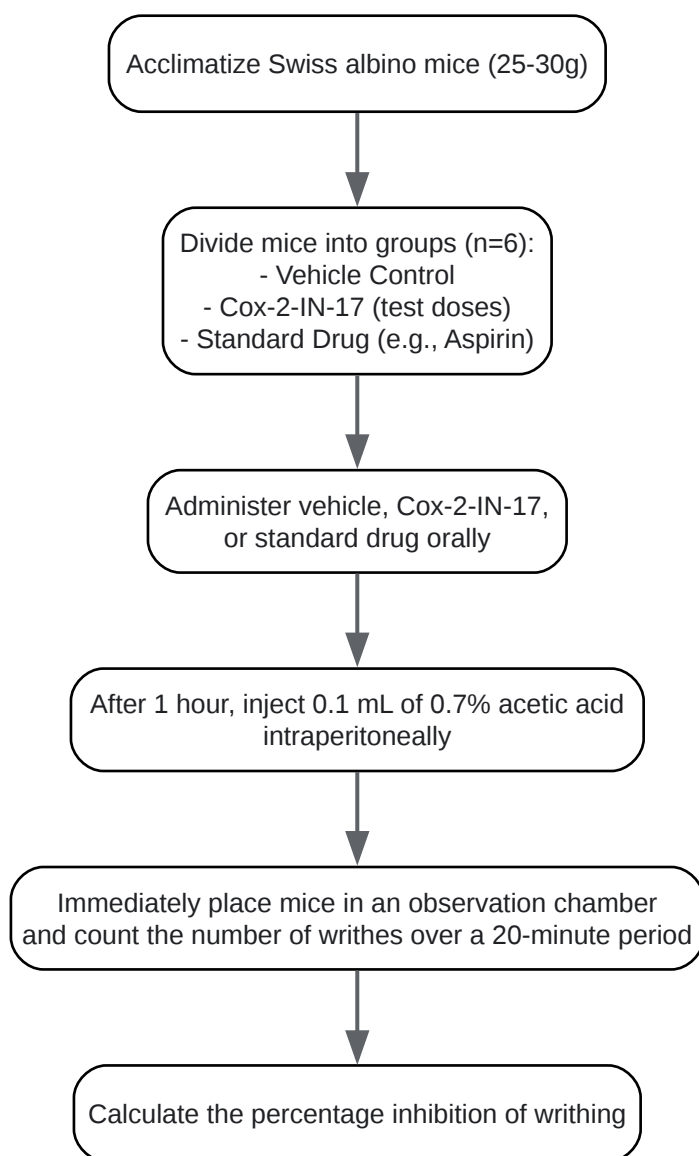 Acclimatize Swiss albino mice (25-30g)
Divide mice into groups (n=6):
- Vehicle Control
- Cox-2-IN-17 (test doses)
- Standard Drug (e.g., Aspirin)
Administer vehicle, Cox-2-IN-17,
or standard drug orally
After 1 hour, inject 0.1 mL of 0.7% acetic acid
intraperitoneally
Immediately place mice in an observation chamber
and count the number of writhes over a 20-minute period
Calculate the percentage inhibition of writhing